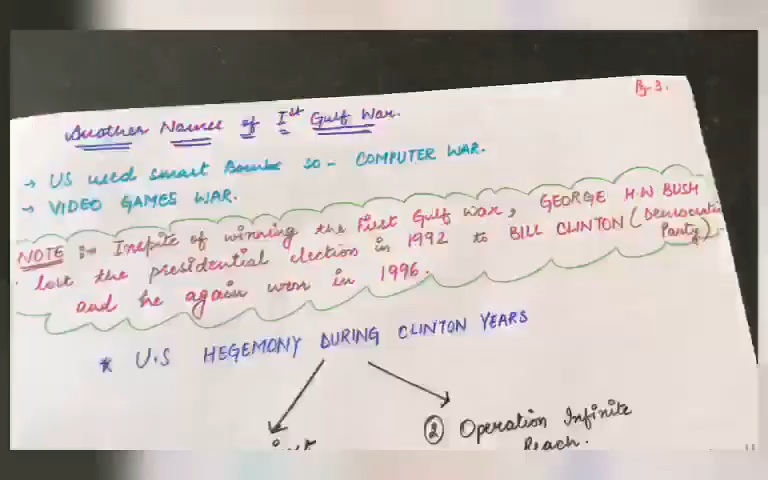 Pg-3.
Another Names of Ist Gulf War.
→ US used smart Bombs so - COMPUTER WAR.
→ VIDEO GAMES WAR.
NOTE :- Inspite of winning the First Gulf war, GEORGE H.W BUSH
lost the presidential election in 1992 to BILL CLINTON (Democratic
Party)
and he again won in 1996.
* U.S HEGEMONY DURING CLINTON YEARS
② Operation Infinite
Reach.